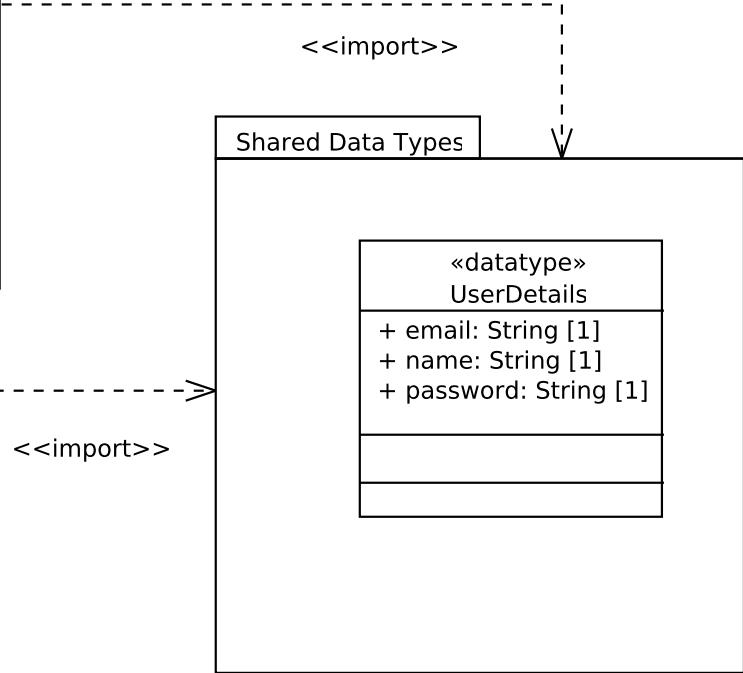 <<import>>
Shared Data Types
«datatype»
UserDetails
+ email: String [1]
+ name: String [1]
+ password: String [1]
<<import>>